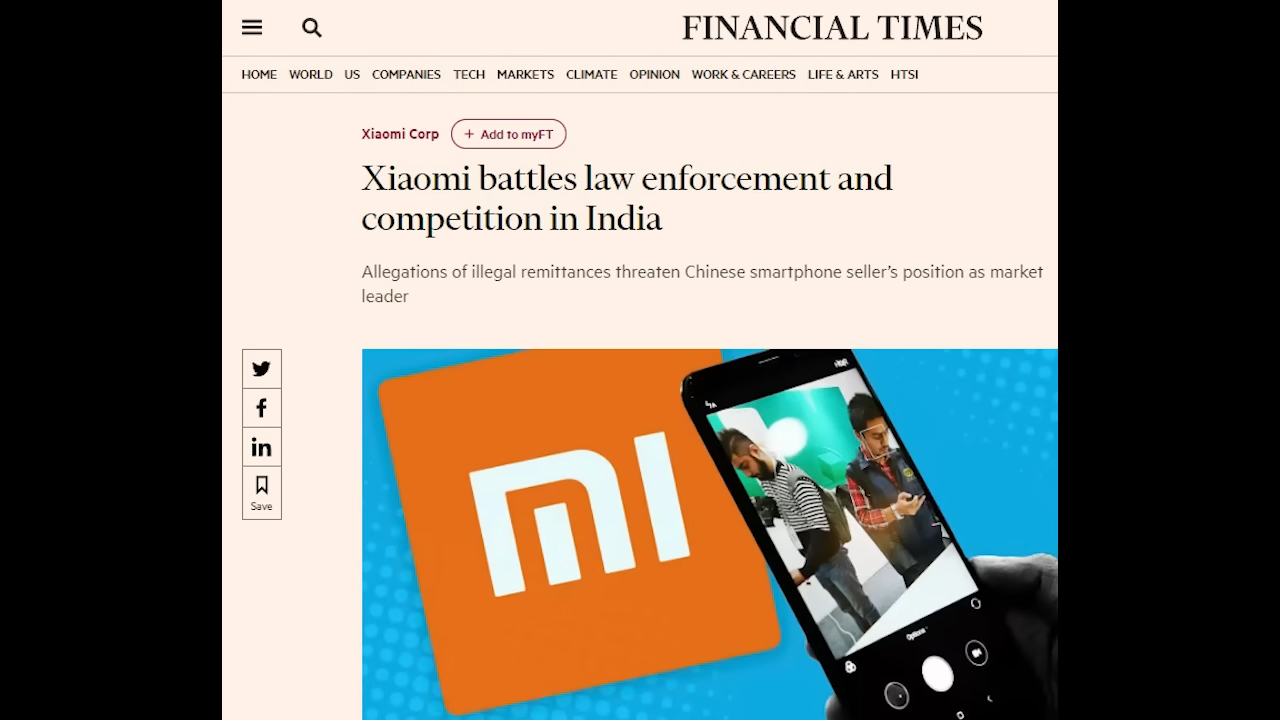 FINANCIAL TIMES
HOME WORLD US COMPANIES TECH MARKETS CLIMATE OPINION WORK & CAREERS LIFE & ARTS HTSI
Xiaomi Corp + Add to myFT
Xiaomi battles law enforcement and
competition in India
Allegations of illegal remittances threaten Chinese smartphone seller's position as market
leader
Save
MI
Options